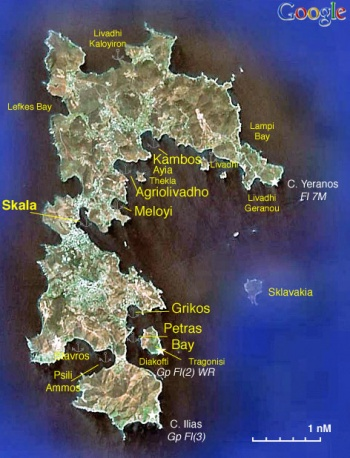 Google
Livadhi
Kaloyiron
Lefkes Bay
Lampi
Bay
Kambos
Livadhi
Ayia
Thekla
C. Yeranos
Fl 7M
Agriolivadho
Livadhi
Geranou
Skala
Meloyi
Sklavakia
Grikos
Petras
Bay
Diakofti
Tragonisi
Gp Fl(2) WR
Psili
Ammos
C. Ilias
Gp Fl(3)
1 nM